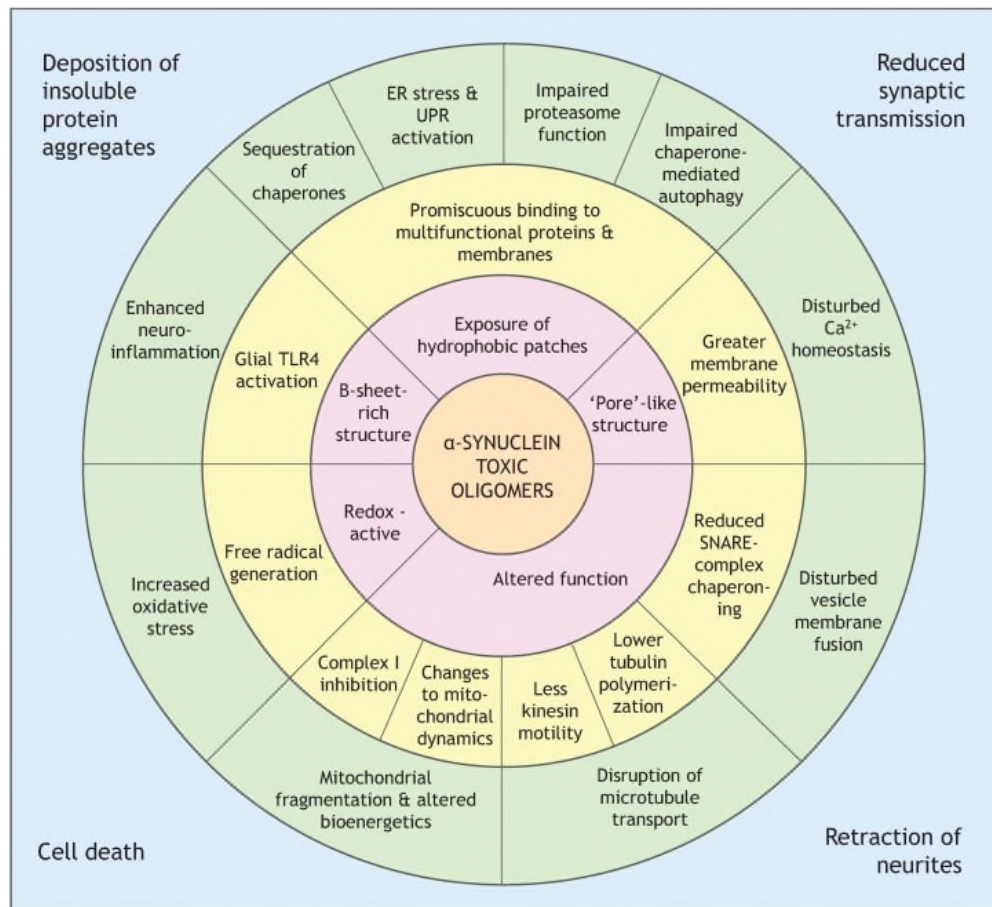 Deposition of
insoluble
protein
aggregates
Reduced
synaptic
transmission
ER stress &
UPR
activation
Impaired
proteasome
function
Sequestration
of
chaperones
Impaired
chaperone-
mediated
autophagy
Promiscuous binding to
multifunctional proteins &
membranes
Enhanced
neuro-
inflammation
Glial TLR4
activation
Exposure of
hydrophobic patches
Greater
membrane
permeability
Disturbed
Ca²⁺
homeostasis
B-sheet-
rich
structure
'Pore'-like
structure
α-SYNUCLEIN
TOXIC
OLIGOMERS
Redox -
active
Altered function
Free radical
generation
Reduced
SNARE-
complex
chaperon-
ing
Increased
oxidative
stress
Disturbed
vesicle
membrane
fusion
Complex I
inhibition
Changes
to mito-
chondrial
dynamics
Less
kinesin
motility
Lower
tubulin
polymeri-
zation
Mitochondrial
fragmentation & altered
bioenergetics
Disruption of
microtubule
transport
Cell death
Retraction of
neurites